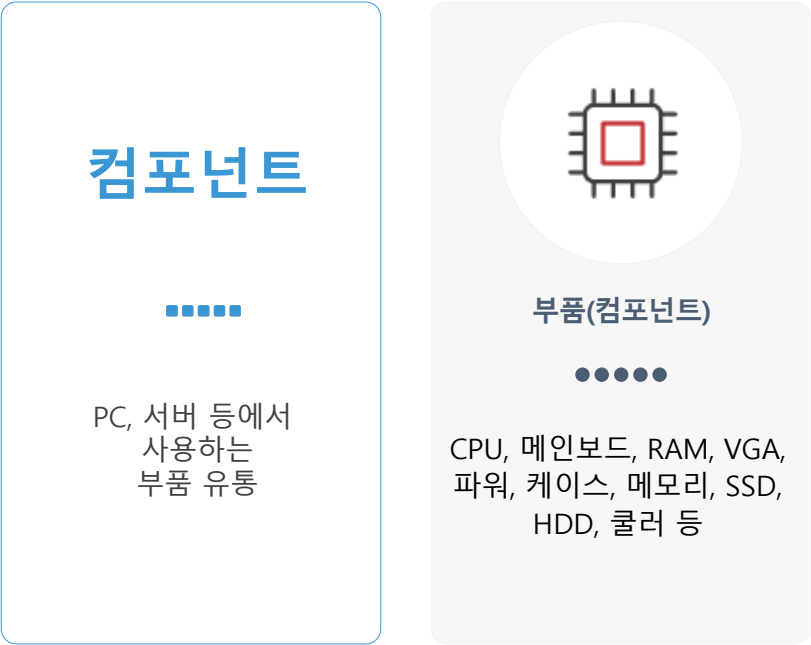 컴포넌트
PC, 서버 등에서
사용하는
부품 유통
부품(컴포넌트)
CPU, 메인보드, RAM, VGA,
파워, 케이스, 메모리, SSD,
HDD, 쿨러 등